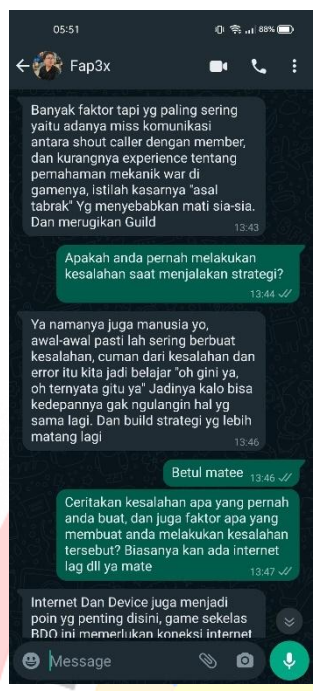 05:51
88%
Fap3x
Banyak faktor tapi yg paling sering
yaitu adanya miss komunikasi
antara shout caller dengan member,
dan kurangnya experience tentang
pemahaman mekanik war di
gamenya, istilah kasarnya "asal
tabrak" Yg menyebabkan mati sia-sia.
Dan merugikan Guild
13:43
Apakah anda pernah melakukan
kesalahan saat menjalakan strategi?
13:44
Ya namanya juga manusia yo,
awal-awal pasti lah sering berbuat
kesalahan, cuman dari kesalahan dan
error itu kita jadi belajar "oh gini ya,
oh ternyata gitu ya" Jadinya kalo bisa
kedepannya gak ngulangin hal yg
sama lagi. Dan build strategi yg lebih
matang lagi
13:46
Betul matee 13:46
Ceritakan kesalahan apa yang pernah
anda buat, dan juga faktor apa yang
membuat anda melakukan kesalahan
tersebut? Biasanya kan ada internet
lag dll ya mate
13:47
Internet Dan Device juga menjadi
poin yg penting disini, game sekelas
BDO ini memerlukan koneksi internet
Message